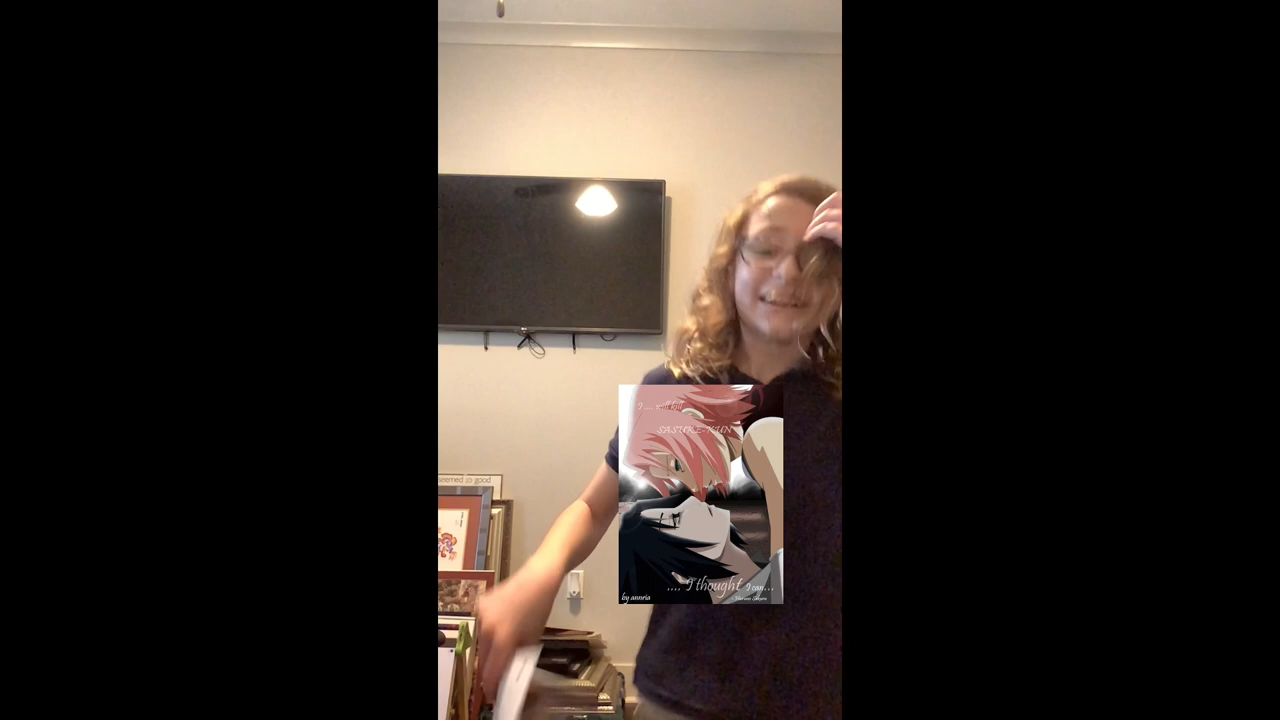 I .... will kill
SASUKE-KUN
seemed so good
.... I thought I can...
by annria